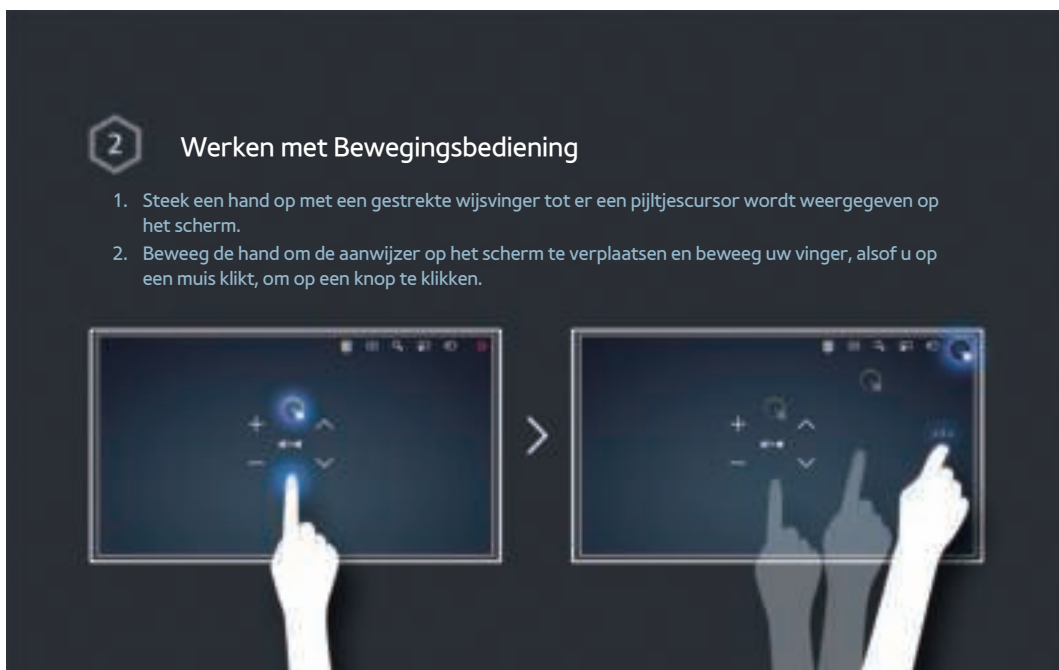 2
Werken met Bewegingsbediening
1. Steek een hand op met een gestrekte wijsvinger tot er een pijltjescursor wordt weergegeven op
het scherm.
2. Beweeg de hand om de aanwijzer op het scherm te verplaatsen en beweeg uw vinger, alsof u op
een muis klikt, om op een knop te klikken.